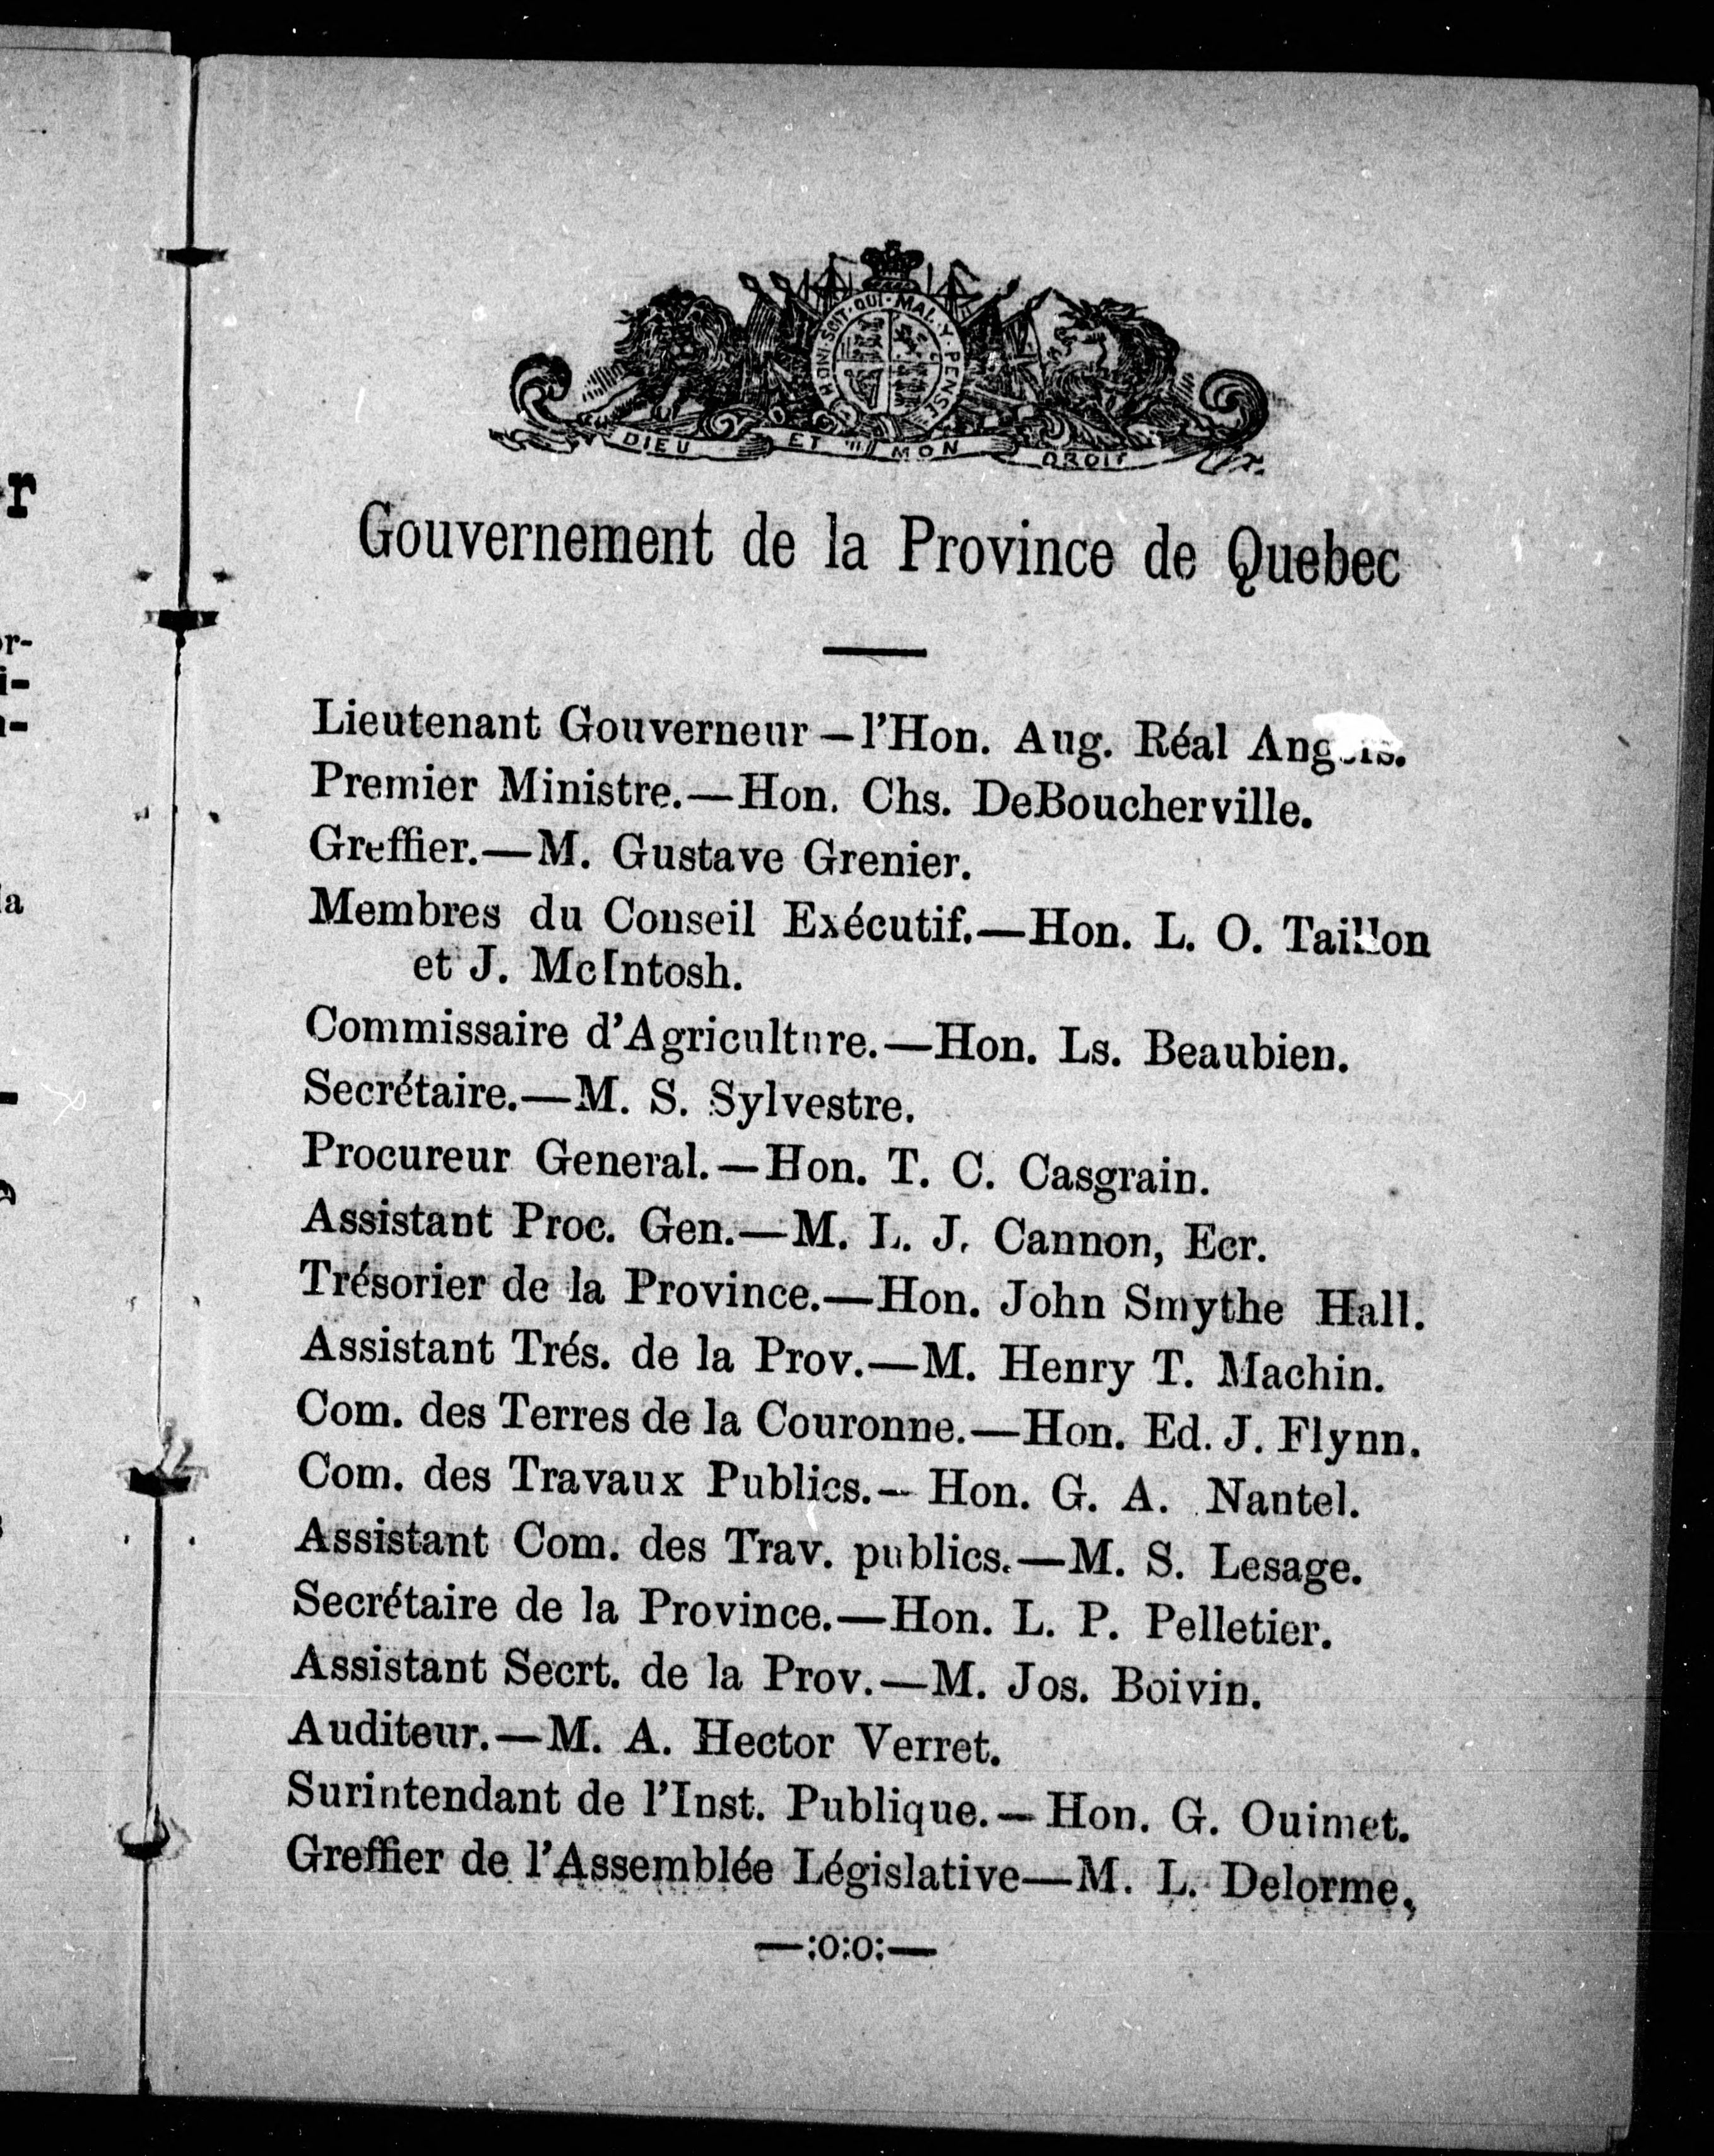 HONI · SOIT · QUI · MAL · Y · PENSE
DIEU ET MON DROIT
Gouvernement de la Province de Quebec
Lieutenant Gouverneur—l'Hon. Aug. Réal Angers.
Premier Ministre.—Hon. Chs. DeBoucherville.
Greffier.—M. Gustave Grenier.
Membres du Conseil Exécutif.—Hon. L. O. Taillon
et J. McIntosh.
Commissaire d'Agriculture.—Hon. Ls. Beaubien.
Secrétaire.—M. S. Sylvestre.
Procureur General.—Hon. T. C. Casgrain.
Assistant Proc. Gen.—M. L. J. Cannon, Ecr.
Trésorier de la Province.—Hon. John Smythe Hall.
Assistant Trés. de la Prov.—M. Henry T. Machin.
Com. des Terres de la Couronne.—Hon. Ed. J. Flynn.
Com. des Travaux Publics.—Hon. G. A. Nantel.
Assistant Com. des Trav. publics.—M. S. Lesage.
Secrétaire de la Province.—Hon. L. P. Pelletier.
Assistant Secrt. de la Prov.—M. Jos. Boivin.
Auditeur.—M. A. Hector Verret.
Surintendant de l'Inst. Publique.—Hon. G. Ouimet.
Greffier de l'Assemblée Législative—M. L. Delorme,
—:o:o:—